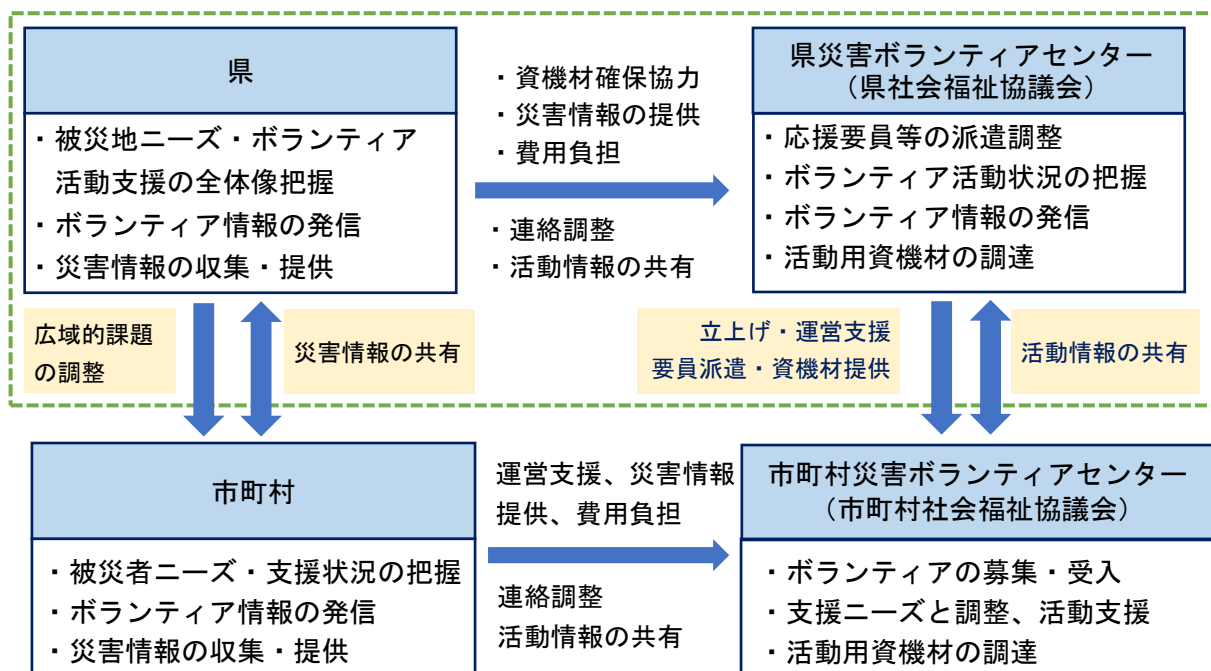 県
・被災地ニーズ・ボランティア
活動支援の全体像把握
・ボランティア情報の発信
・災害情報の収集・提供
・資機材確保協力
・災害情報の提供
・費用負担
・連絡調整
・活動情報の共有
県災害ボランティアセンター
（県社会福祉協議会）
・応援要員等の派遣調整
・ボランティア活動状況の把握
・ボランティア情報の発信
・活動用資機材の調達
広域的課題
の調整
災害情報の共有
立上げ・運営支援
要員派遣・資機材提供
活動情報の共有
市町村
・被災者ニーズ・支援状況の把握
・ボランティア情報の発信
・災害情報の収集・提供
運営支援、災害情報
提供、費用負担
連絡調整
活動情報の共有
市町村災害ボランティアセンター
（市町村社会福祉協議会）
・ボランティアの募集・受入
・支援ニーズと調整、活動支援
・活動用資機材の調達